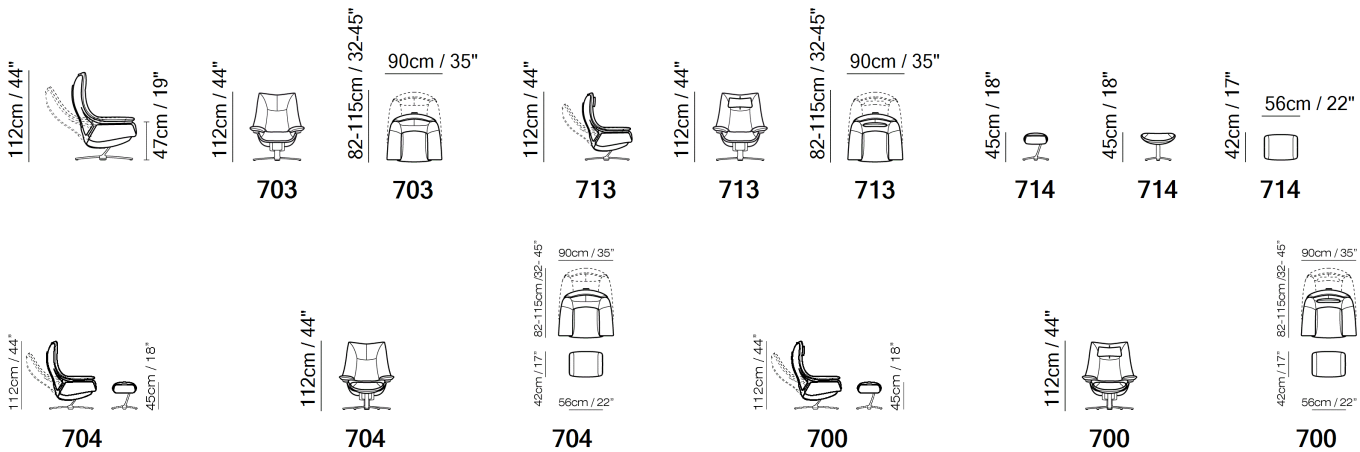 112cm / 44"
47cm / 19"
112cm / 44"
703
82-115cm / 32-45"
90cm / 35"
703
112cm / 44"
713
112cm / 44"
713
82-115cm / 32-45"
90cm / 35"
713
45cm / 18"
714
45cm / 18"
714
42cm / 17"
56cm / 22"
714
112cm / 44"
45cm / 18"
704
112cm / 44"
704
90cm / 35"
82-115cm /32- 45"
42cm / 17"
56cm / 22"
704
112cm / 44"
45cm / 18"
700
112cm / 44"
700
90cm / 35"
82-115cm /32- 45"
42cm / 17"
56cm / 22"
700